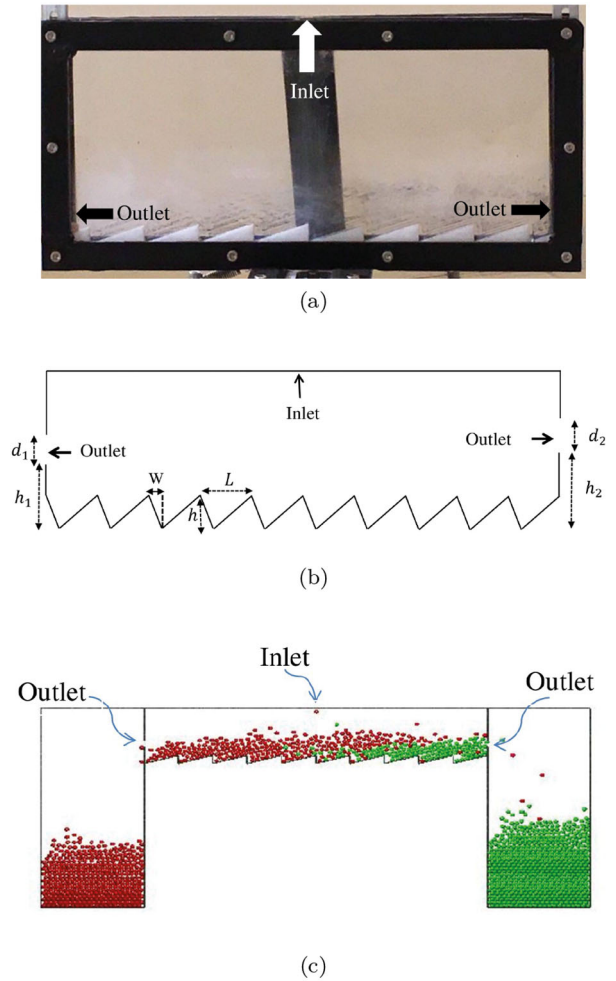 Inlet
Outlet
Outlet
(a)
Inlet
d₁
Outlet
Outlet
d₂
h₁
W
L
h
h₂
(b)
Inlet
Outlet
Outlet
(c)